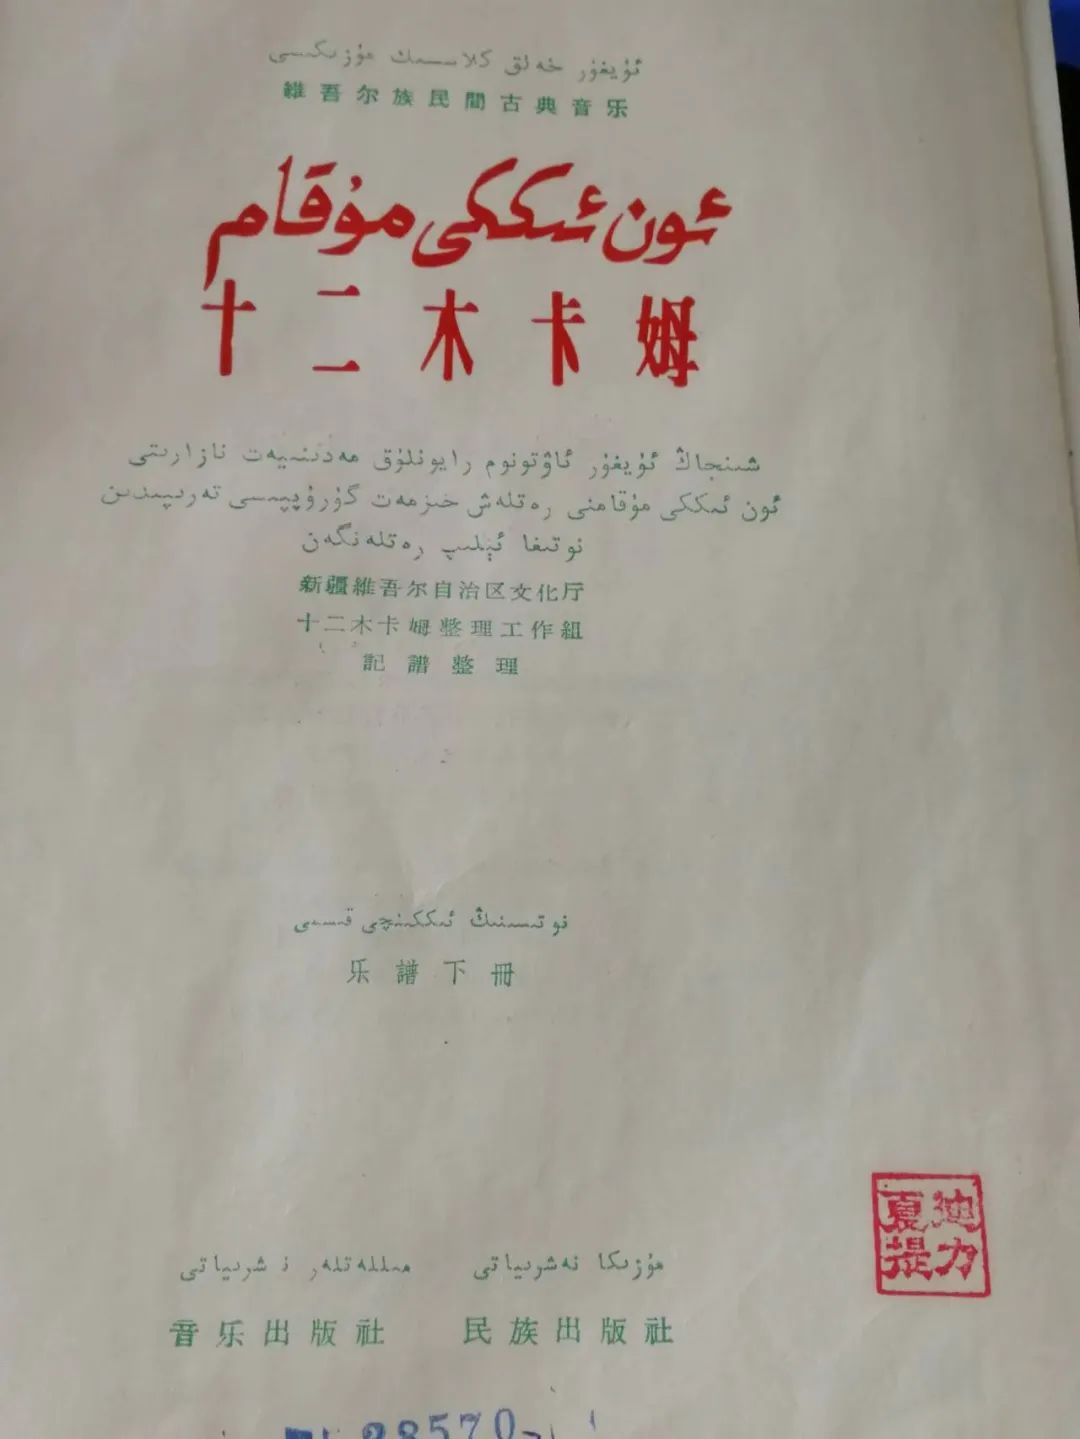 ئۇيغۇر خەلق كلاسسىك مۇزىكىسى
維吾尔族民間古典音乐
ئون ئىككى مۇقام
十二木卡姆
شىنجاڭ ئۇيغۇر ئاۋتونوم رايونلۇق مەدىنىيەت نازارىتى
ئون ئىككى مۇقامنى رەتلەش خىزمەت گۇرۇپپىسى تەرىپىدىن
نوتىغا ئېلىپ رەتلەنگەن
新疆維吾尔自治区文化厅
十二木卡姆整理工作組
記譜整理
نوتىسىنىڭ ئىككىنچى قىسمى
乐譜下冊
迪力
夏提
مۇزىكا نەشرىياتى
مىللەتلەر نەشرىياتى
音乐出版社
民族出版社
28570